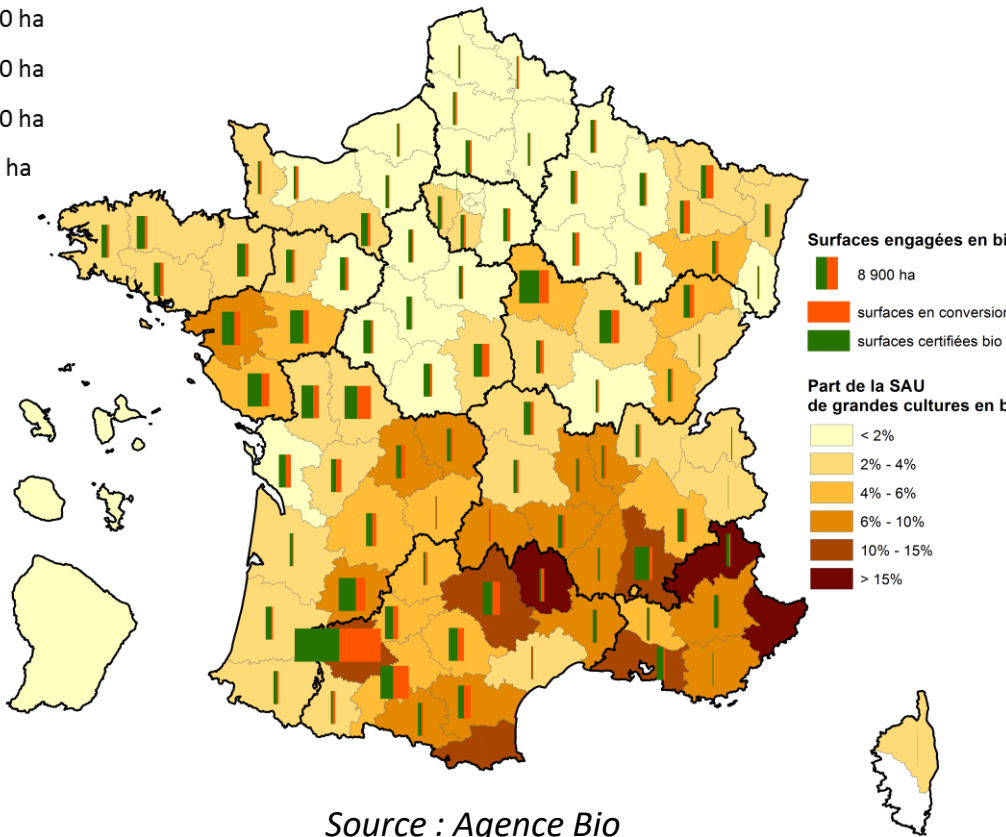 0 ha
0 ha
0 ha
ha
Surfaces engagées en bi
8 900 ha
surfaces en conversion
surfaces certifiées bio
Part de la SAU
de grandes cultures en b
< 2%
2% - 4%
4% - 6%
6% - 10%
10% - 15%
> 15%
Source : Agence Bio